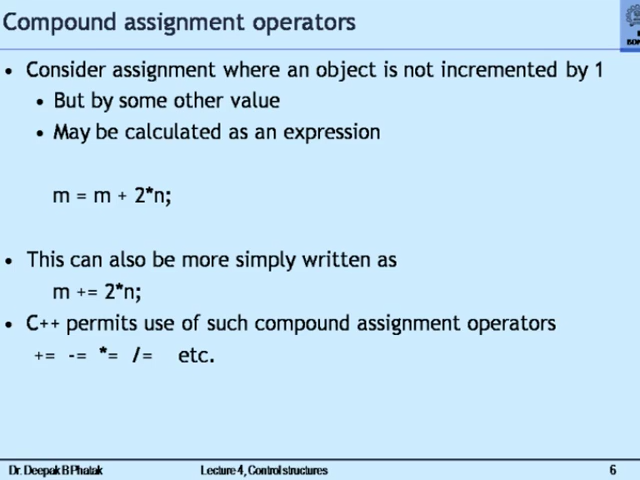 Compound assignment operators
• Consider assignment where an object is not incremented by 1
• But by some other value
• May be calculated as an expression
m = m + 2*n;
• This can also be more simply written as
m += 2*n;
• C++ permits use of such compound assignment operators
+= -= *= /= etc.
Dr. Deepak B Phatak Lecture 4, Control structures 6